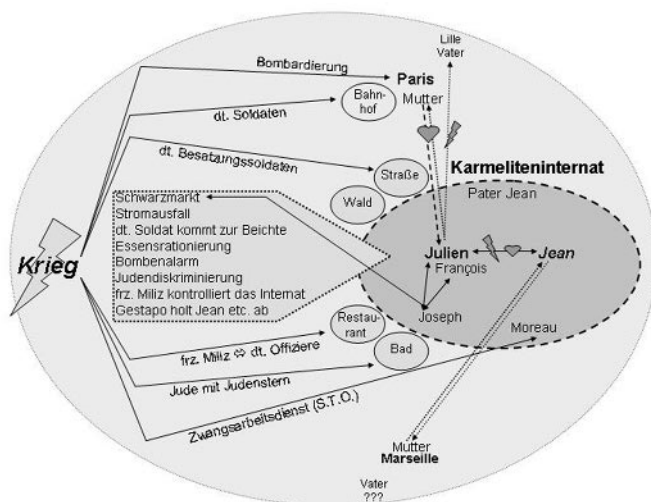 Lille
Vater
Bombardierung
Paris
Mutter
Bahn-
hof
dt. Soldaten
dt. Besatzungssoldaten
Straße
Karmeliteninternat
Pater Jean
Wald
Schwarzmarkt
Stromausfall
dt. Soldat kommt zur Beichte
Essensrationierung
Bombenalarm
Judendiskriminierung
frz. Miliz kontrolliert das Internat
Gestapo holt Jean etc. ab
Krieg
Julien
François
Jean
Joseph
Moreau
Restau-
rant
Bad
frz. Miliz ⇔ dt. Offiziere
Jude mit Judenstern
Zwangsarbeitsdienst (S.T.O.)
Mutter
Marseille
Vater
???